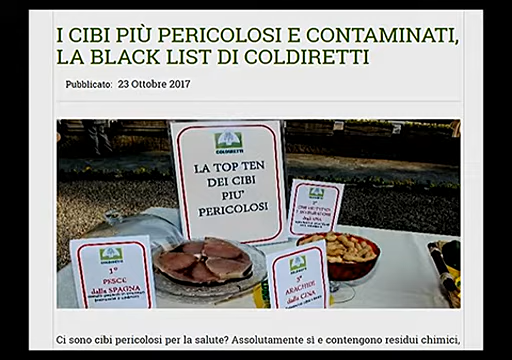 I CIBI PIÙ PERICOLOSI E CONTAMINATI,
LA BLACK LIST DI COLDIRETTI
Pubblicato: 23 Ottobre 2017
COLDIRETTI
LA TOP TEN
DEI CIBI
PIU'
PERICOLOSI
COLDIRETTI
1°
PESCE
dalla SPAGNA
COLDIRETTI
3°
ARACHIDI
dalla CINA
Ci sono cibi pericolosi per la salute? Assolutamente sì e contengono residui chimici,